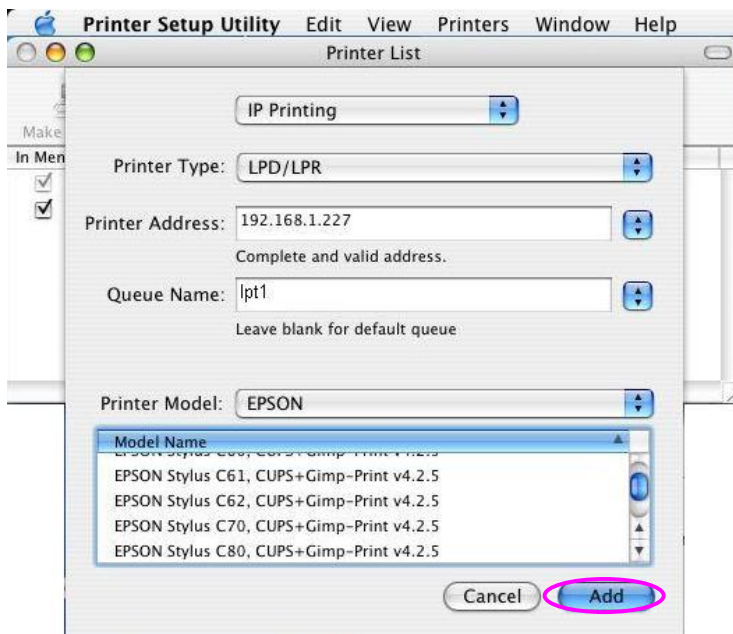 Printer Setup Utility Edit View Printers Window Help
Printer List
IP Printing
Make
In Men
Printer Type: LPD/LPR
Printer Address: 192.168.1.227
Complete and valid address.
Queue Name: lpt1
Leave blank for default queue
Printer Model: EPSON
Model Name
EPSON Stylus C61, CUPS+Gimp-Print v4.2.5
EPSON Stylus C62, CUPS+Gimp-Print v4.2.5
EPSON Stylus C70, CUPS+Gimp-Print v4.2.5
EPSON Stylus C80, CUPS+Gimp-Print v4.2.5
Cancel Add